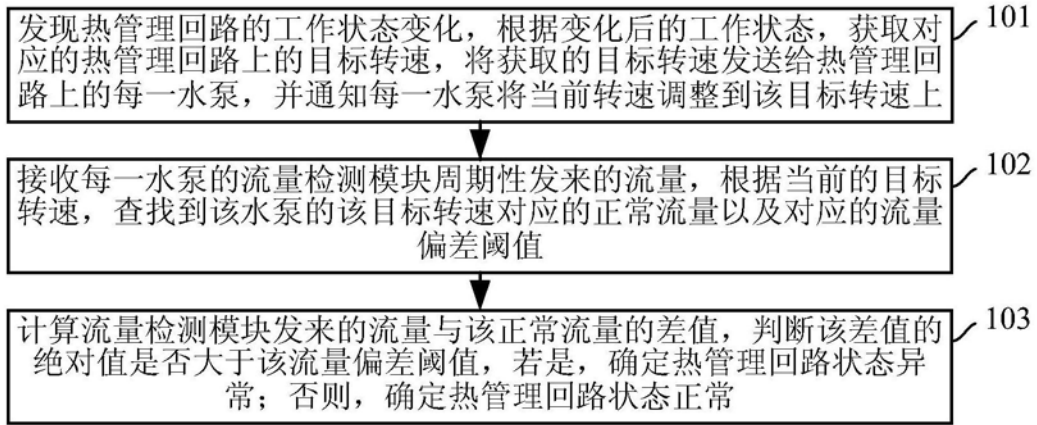 发现热管理回路的工作状态变化，根据变化后的工作状态，获取对
应的热管理回路上的目标转速，将获取的目标转速发送给热管理回
路上的每一水泵，并通知每一水泵将当前转速调整到该目标转速上
101
接收每一水泵的流量检测模块周期性发来的流量，根据当前的目标
转速，查找到该水泵的该目标转速对应的正常流量以及对应的流量
偏差阈值
102
计算流量检测模块发来的流量与该正常流量的差值，判断该差值的
绝对值是否大于该流量偏差阈值，若是，确定热管理回路状态异
常；否则，确定热管理回路状态正常
103